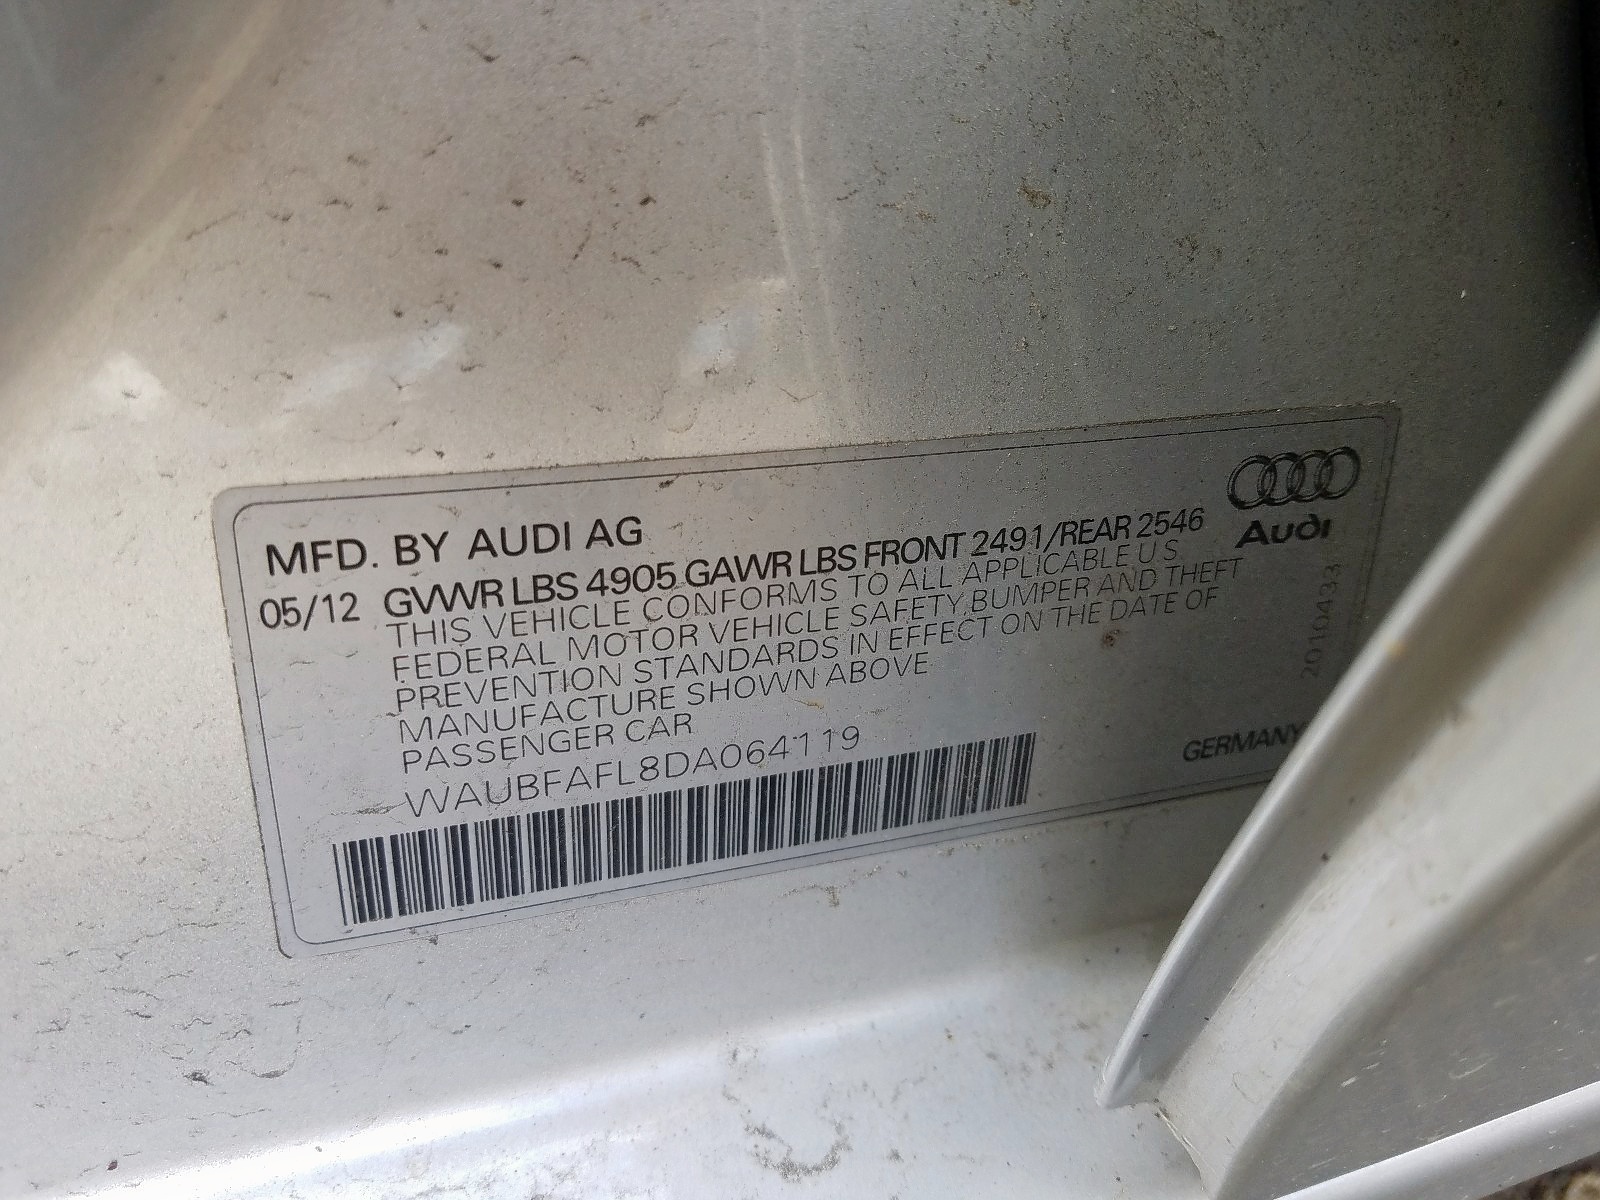 MFD. BY AUDI AG
05/12 GVWR LBS 4905 GAWR LBS FRONT 2491/REAR 2546
THIS VEHICLE CONFORMS TO ALL APPLICABLE U.S.
FEDERAL MOTOR VEHICLE SAFETY, BUMPER AND THEFT
PREVENTION STANDARDS IN EFFECT ON THE DATE OF
MANUFACTURE SHOWN ABOVE
PASSENGER CAR
WAUBFAFL8DA064119
Audi
2010433
GERMANY